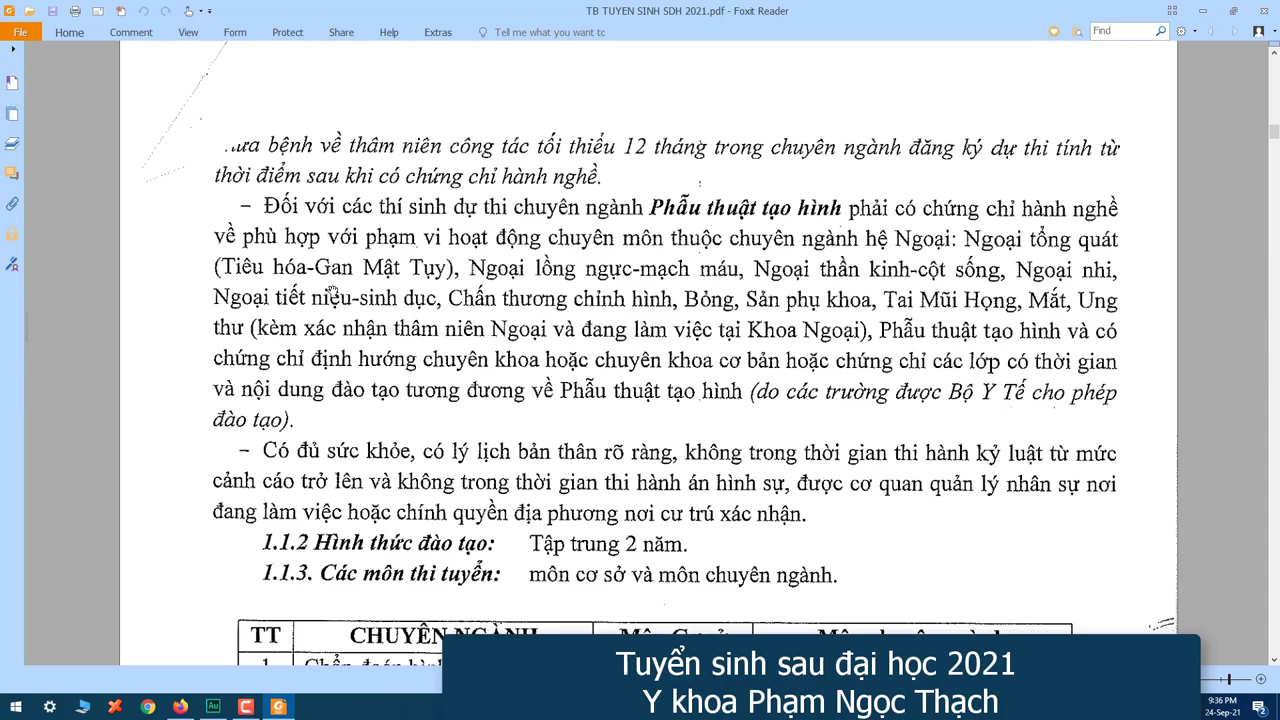 TB TUYEN SINH SDH 2021.pdf - Foxit Reader
File Home Comment View Form Protect Share Help Extras Tell me what you want to Find
bệnh về thâm niên công tác tối thiểu 12 tháng trong chuyên ngành đăng ký dự thi tính từ
thời điểm sau khi có chứng chỉ hành nghề.
– Đối với các thí sinh dự thi chuyên ngành Phẫu thuật tạo hình phải có chứng chỉ hành nghề
về phù hợp với phạm vi hoạt động chuyên môn thuộc chuyên ngành hệ Ngoại: Ngoại tổng quát
(Tiêu hóa-Gan Mật Tụy), Ngoại lồng ngực-mạch máu, Ngoại thần kinh-cột sống, Ngoại nhi,
Ngoại tiết niệu-sinh dục, Chấn thương chỉnh hình, Bỏng, Sản phụ khoa, Tai Mũi Họng, Mắt, Ung
thư (kèm xác nhận thâm niên Ngoại và đang làm việc tại Khoa Ngoại), Phẫu thuật tạo hình và có
chứng chỉ định hướng chuyên khoa hoặc chuyên khoa cơ bản hoặc chứng chỉ các lớp có thời gian
và nội dung đào tạo tương đương về Phẫu thuật tạo hình (do các trường được Bộ Y Tế cho phép
đào tạo).
– Có đủ sức khỏe, có lý lịch bản thân rõ ràng, không trong thời gian thi hành kỷ luật từ mức
cảnh cáo trở lên và không trong thời gian thi hành án hình sự, được cơ quan quản lý nhân sự nơi
đang làm việc hoặc chính quyền địa phương nơi cư trú xác nhận.
1.1.2 Hình thức đào tạo: Tập trung 2 năm.
1.1.3. Các môn thi tuyển: môn cơ sở và môn chuyên ngành.
TT CHUYÊN NGÀNH
Tuyển sinh sau đại học 2021
Y khoa Phạm Ngọc Thạch
9:36 PM
24-Sep-21